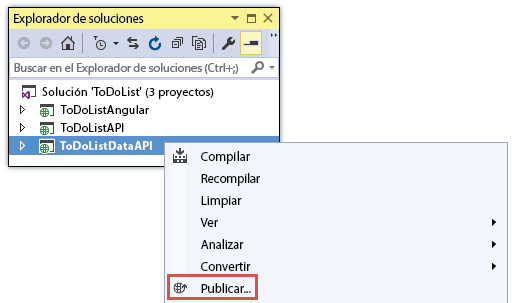 Explorador de soluciones
Buscar en el Explorador de soluciones (Ctrl+;)
Solución 'ToDoList' (3 proyectos)
ToDoListAngular
ToDoListAPI
ToDoListDataAPI
Compilar
Recompilar
Limpiar
Ver
Analizar
Convertir
Publicar...